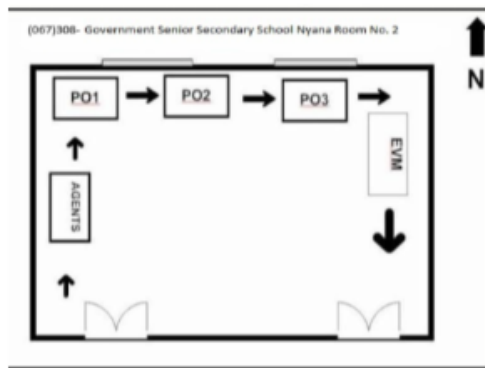 (067)308- Government Senior Secondary School Nyana Room No. 2
N
PO1
PO2
PO3
EVM
AGENTS